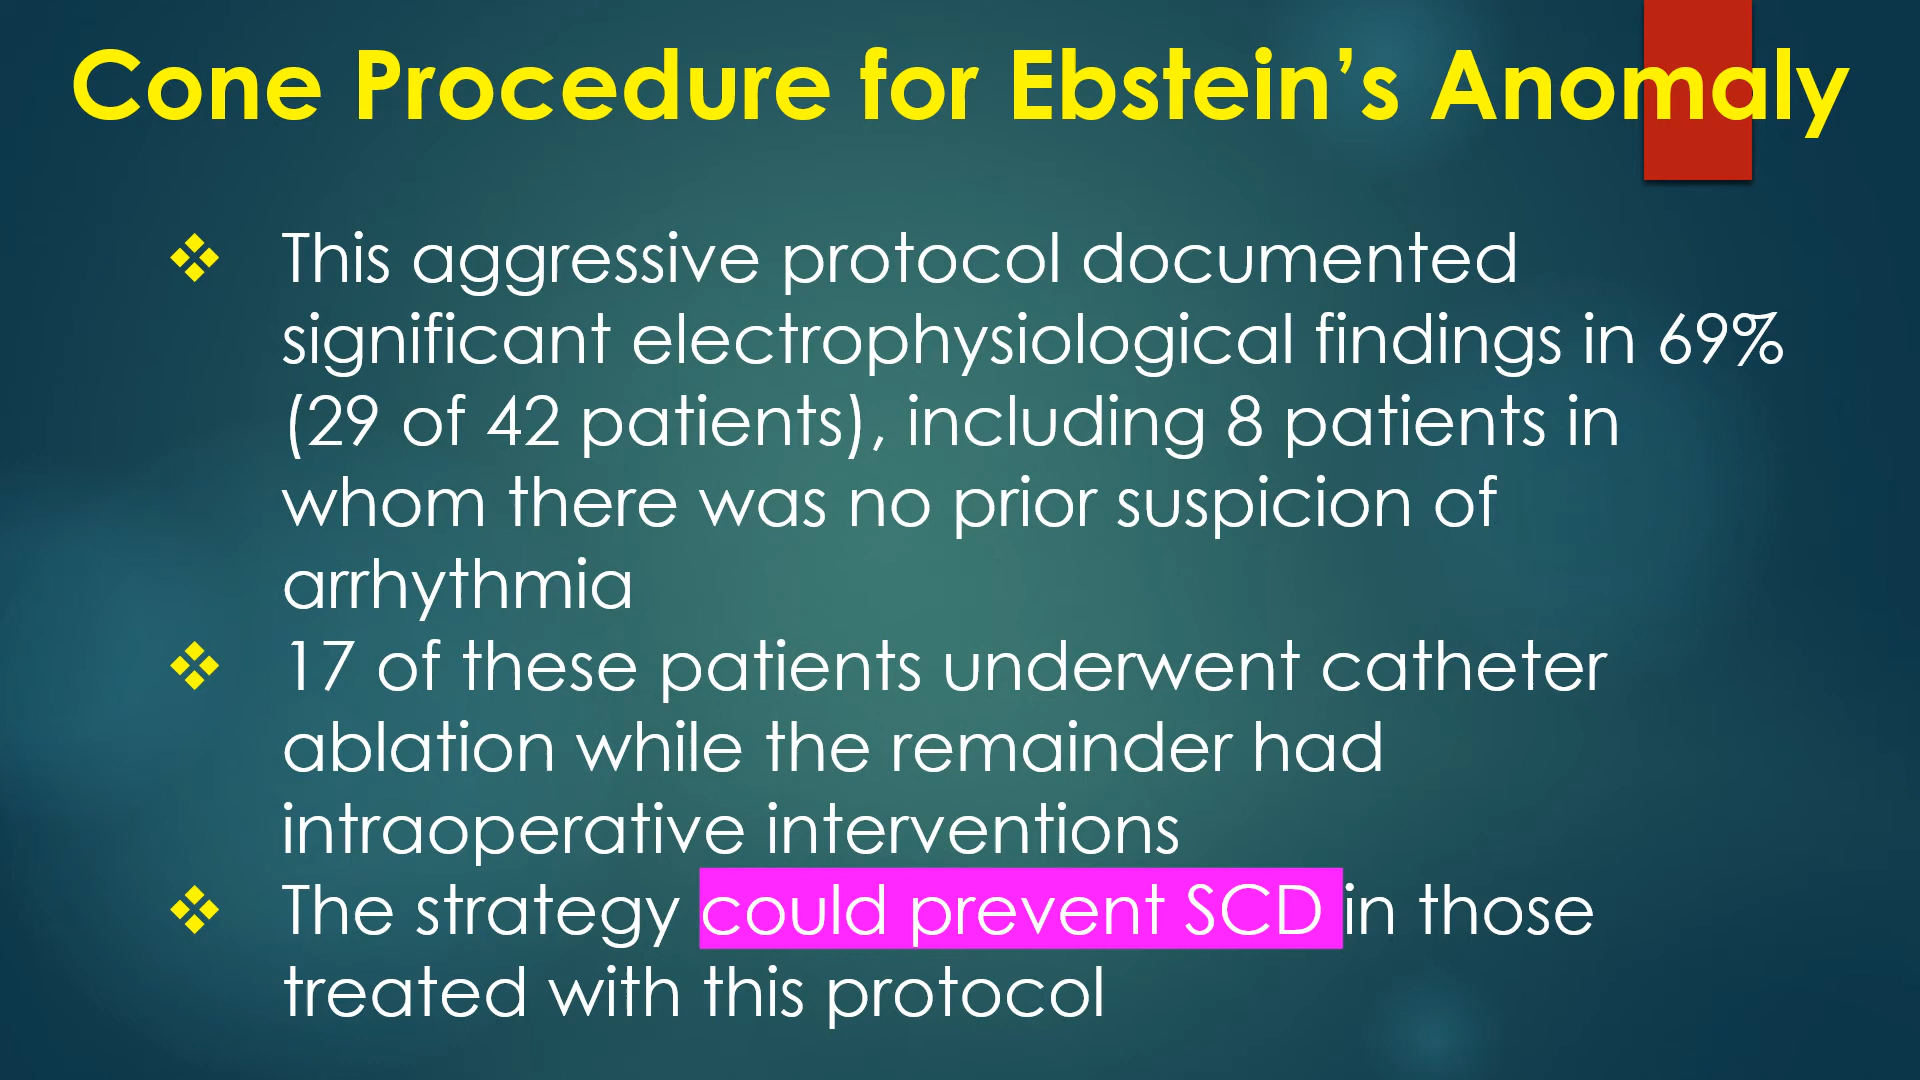 Cone Procedure for Ebstein’s Anomaly
❖ This aggressive protocol documented
significant electrophysiological findings in 69%
(29 of 42 patients), including 8 patients in
whom there was no prior suspicion of
arrhythmia
❖ 17 of these patients underwent catheter
ablation while the remainder had
intraoperative interventions
❖ The strategy could prevent SCD in those
treated with this protocol